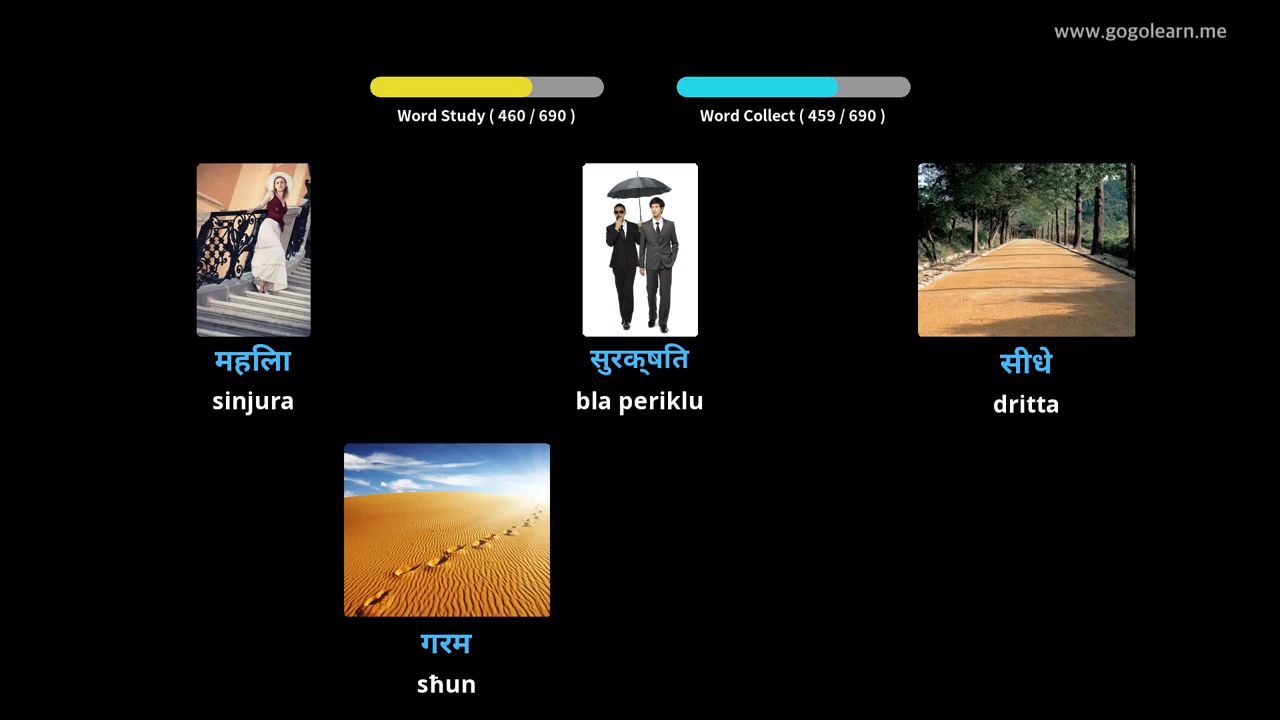 www.gogolearn.me
Word Study ( 460 / 690 )
Word Collect ( 459 / 690 )
महिला
sinjura
सुरक्षित
bla periklu
सीधे
dritta
गरम
sħun